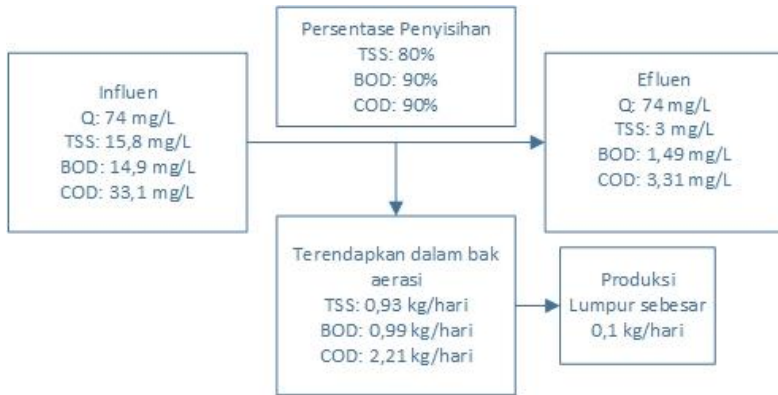 Persentase Penyisihan
TSS: 80%
BOD: 90%
COD: 90%
Influen
Q: 74 mg/L
TSS: 15,8 mg/L
BOD: 14,9 mg/L
COD: 33,1 mg/L
Efluen
Q: 74 mg/L
TSS: 3 mg/L
BOD: 1,49 mg/L
COD: 3,31 mg/L
Terendapkan dalam bak
aerasi
TSS: 0,93 kg/hari
BOD: 0,99 kg/hari
COD: 2,21 kg/hari
Produksi
Lumpur sebesar
0,1 kg/hari